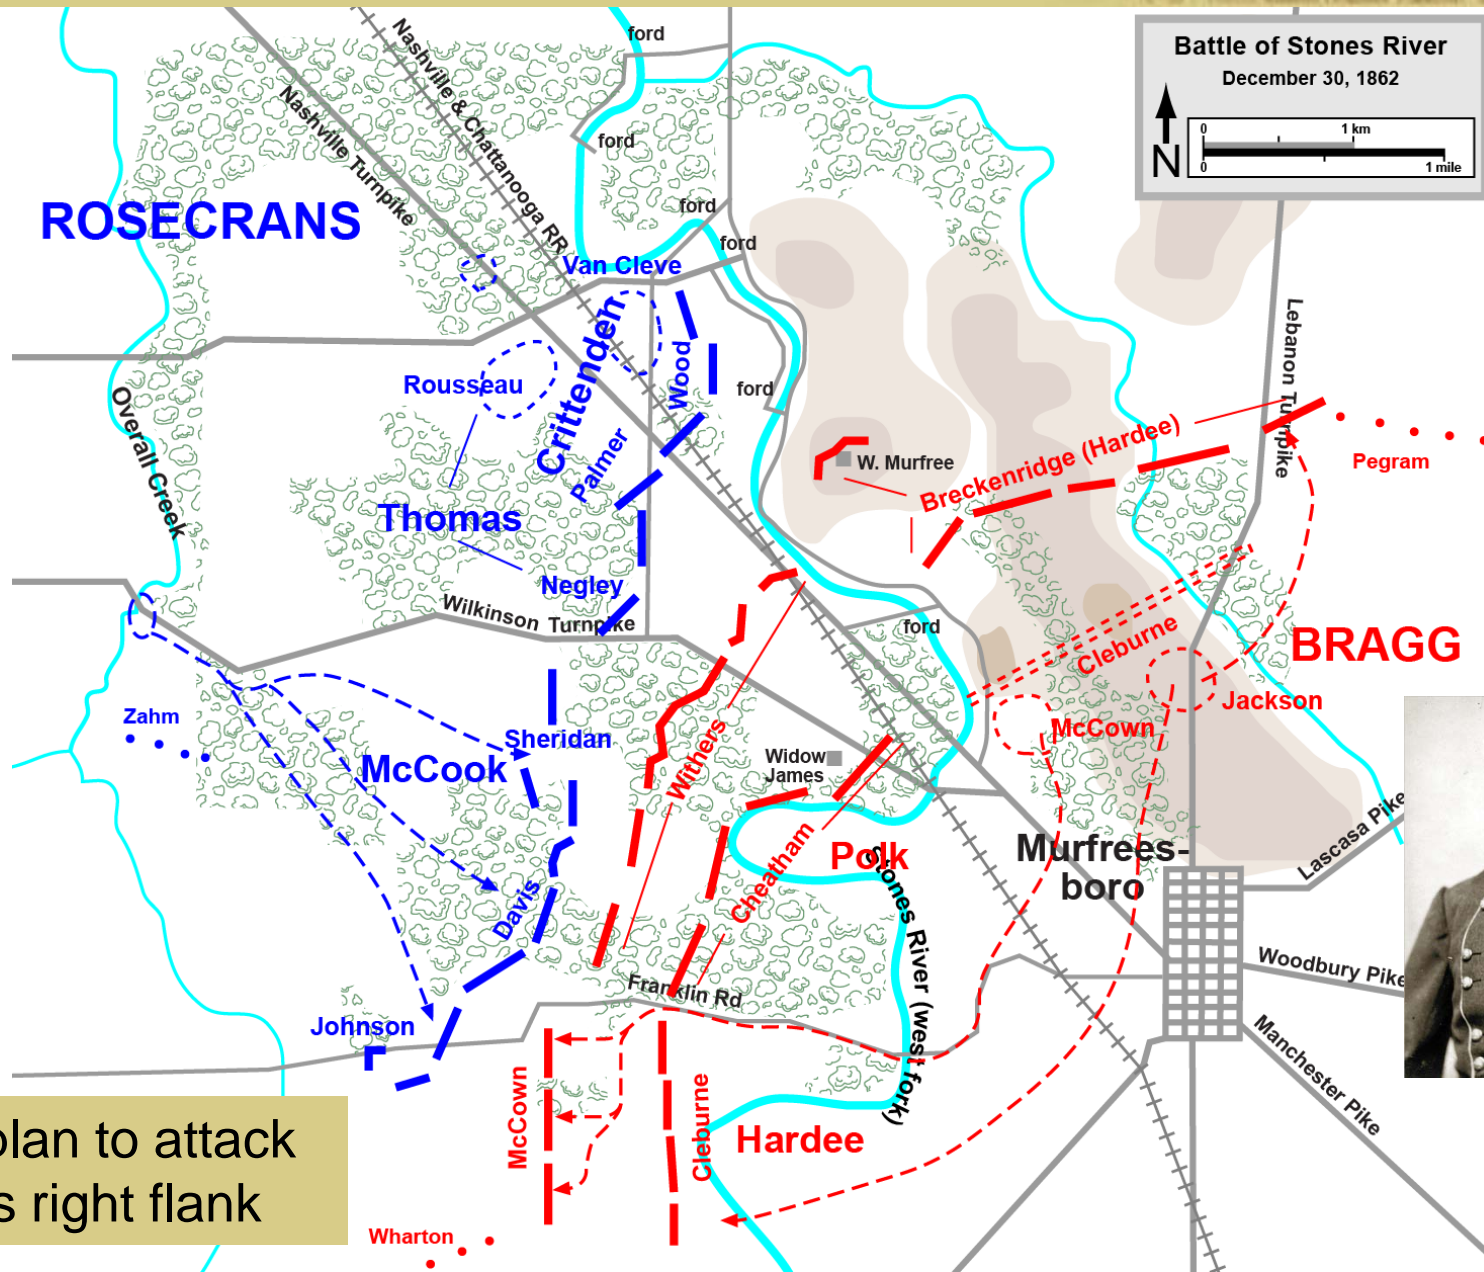 Battle of Stones River
December 30, 1862
N
0
1 km
0
1 mile
ford
Nashville & Chattanooga RR
Nashville Turnpike
ford
ROSECRANS
ford
ford
Van Cleve
Crittenden
Wood
Rousseau
ford
Palmer
Overall Creek
Thomas
Negley
Wilkinson Turnpike
Lebanon Turnpike
W. Murfree
Breckenridge (Hardee)
Pegram
ford
Cleburne
BRAGG
Jackson
McCown
Zahm
Sheridan
McCook
Withers
Widow
James
Davis
Cheatham
Polk
Stones River (west fork)
Murfrees-
boro
Lascasa Pike
Woodbury Pike
Manchester Pike
Franklin Rd
Johnson
McCown
Cleburne
Hardee
Wharton
plan to attack
s right flank